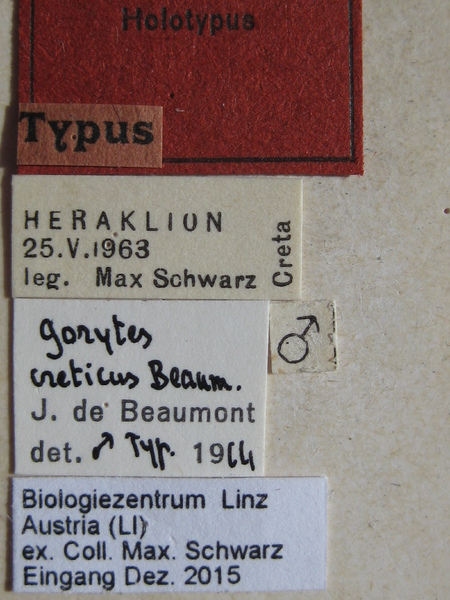 Holotypus
Typus
HERAKLION
25.V.1963
leg. Max Schwarz
Creta
Gorytes
creticus Beaum.
♂
J. de Beaumont
det. ♂ Typ. 1964
Biologiezentrum Linz
Austria (LI)
ex. Coll. Max. Schwarz
Eingang Dez. 2015